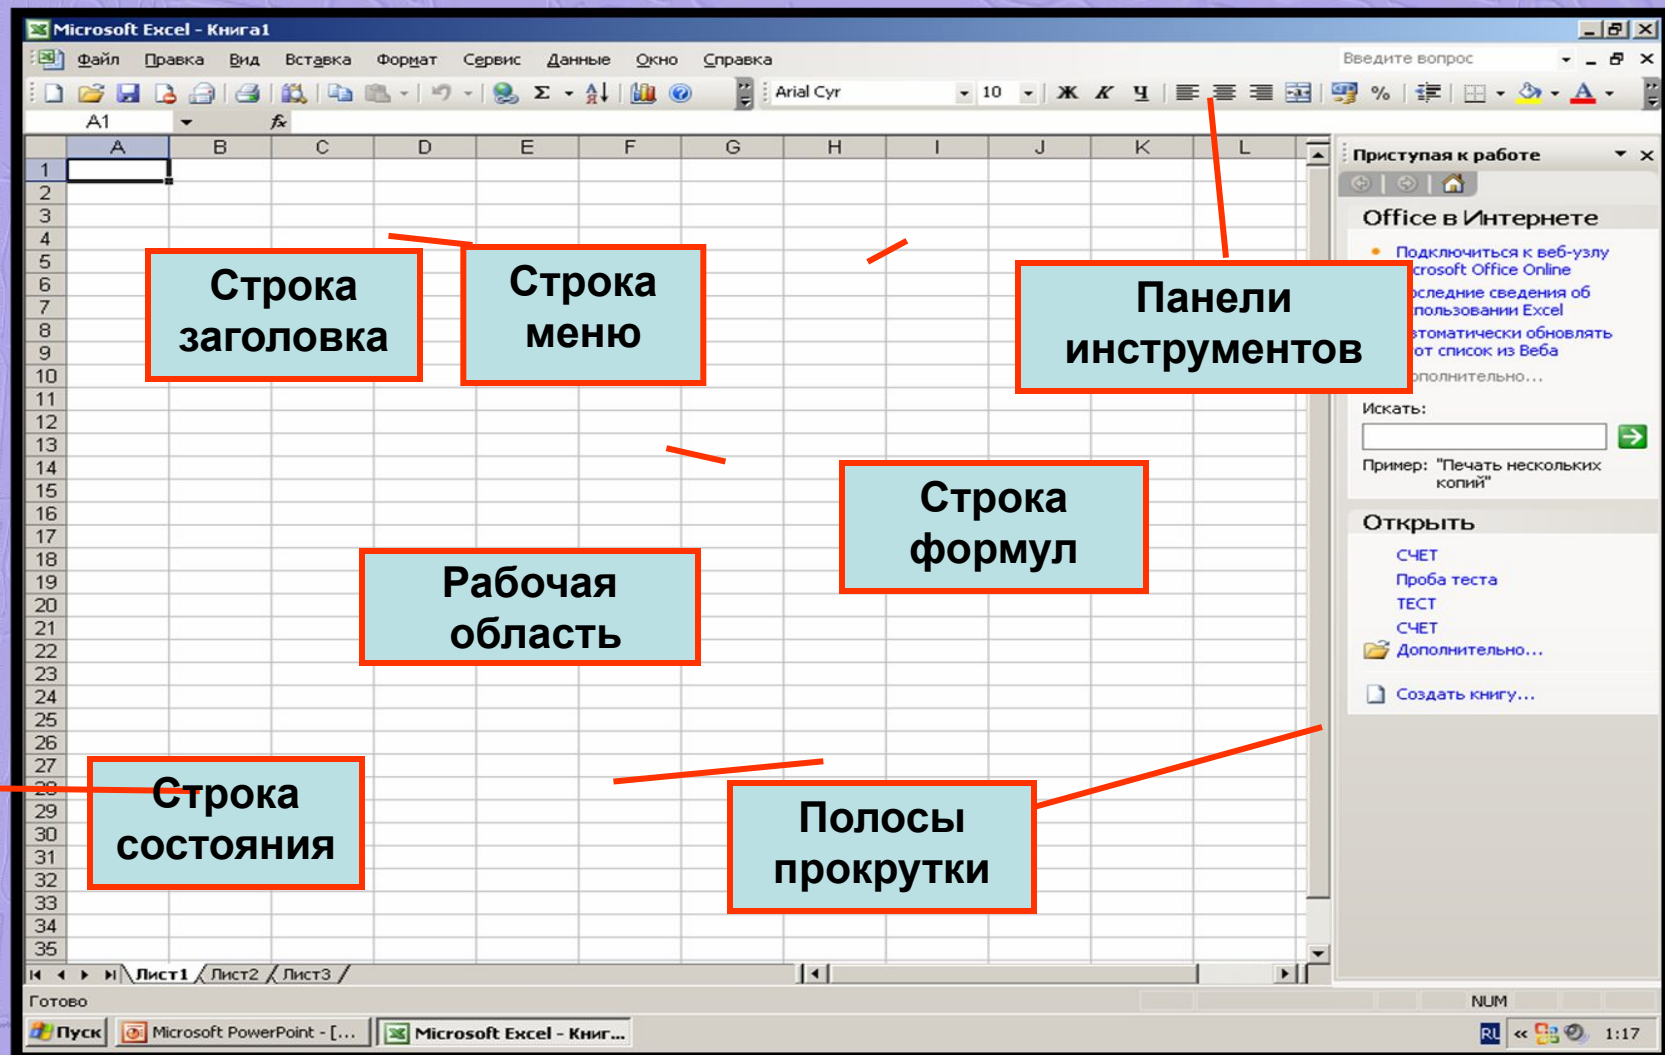 Microsoft Excel - Книга1
Файл Правка Вид Вставка Формат Сервис Данные Окно Справка
Введите вопрос
Arial Cyr 10 Ж К Ч %
A1 fx
A B C D E F G H I J K L
1
2
3
4
5
6
7
8
9
10
11
12
13
14
15
16
17
18
19
20
21
22
23
24
25
26
27
28
29
30
31
32
33
34
35
Строка
заголовка
Строка
меню
Панели
инструментов
Строка
формул
Рабочая
область
Строка
состояния
Полосы
прокрутки
Приступая к работе
Office в Интернете
Подключиться к веб-узлу
crosoft Office Online
оследние сведения об
пользовании Excel
втоматически обновлять
от список из Веба
ополнительно...
Искать:
Пример: "Печать нескольких
копий"
Открыть
СЧЕТ
Проба теста
ТЕСТ
СЧЕТ
Дополнительно...
Создать книгу...
Лист1 Лист2 Лист3
Готово NUM
Пуск Microsoft PowerPoint - [... Microsoft Excel - Книг... RU « 1:17